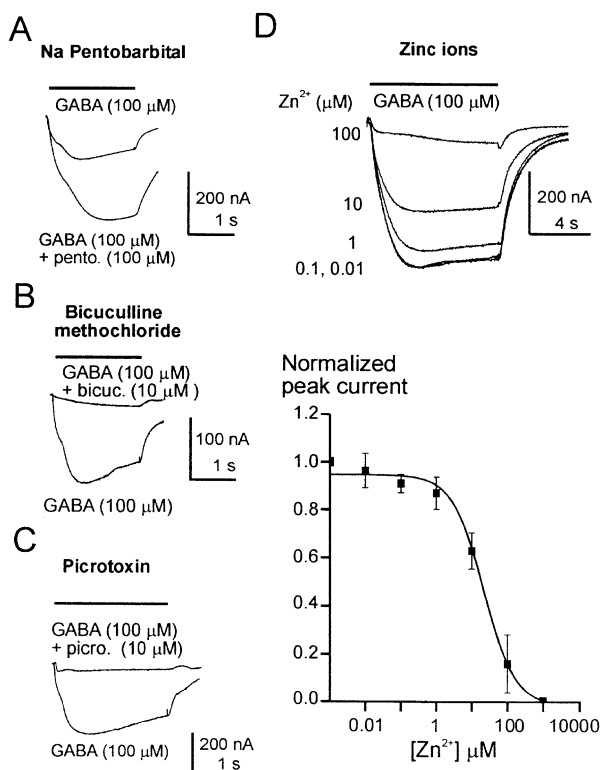 A
Na Pentobarbital
GABA (100 µM)
200 nA
1 s
GABA (100 µM)
+ pento. (100 µM)
B
Bicuculline
methochloride
GABA (100 µM)
+ bicuc. (10 µM )
100 nA
1 s
GABA (100 µM)
C
Picrotoxin
GABA (100 µM)
+ picro. (10 µM)
GABA (100 µM)
200 nA
1 s
D
Zinc ions
Zn2+ (µM)
GABA (100 µM)
100
10
1
0.1, 0.01
200 nA
4 s
Normalized
peak current
1.2
1.0
0.8
0.6
0.4
0.2
0.0
0.01
1
100
10000
[Zn2+] µM